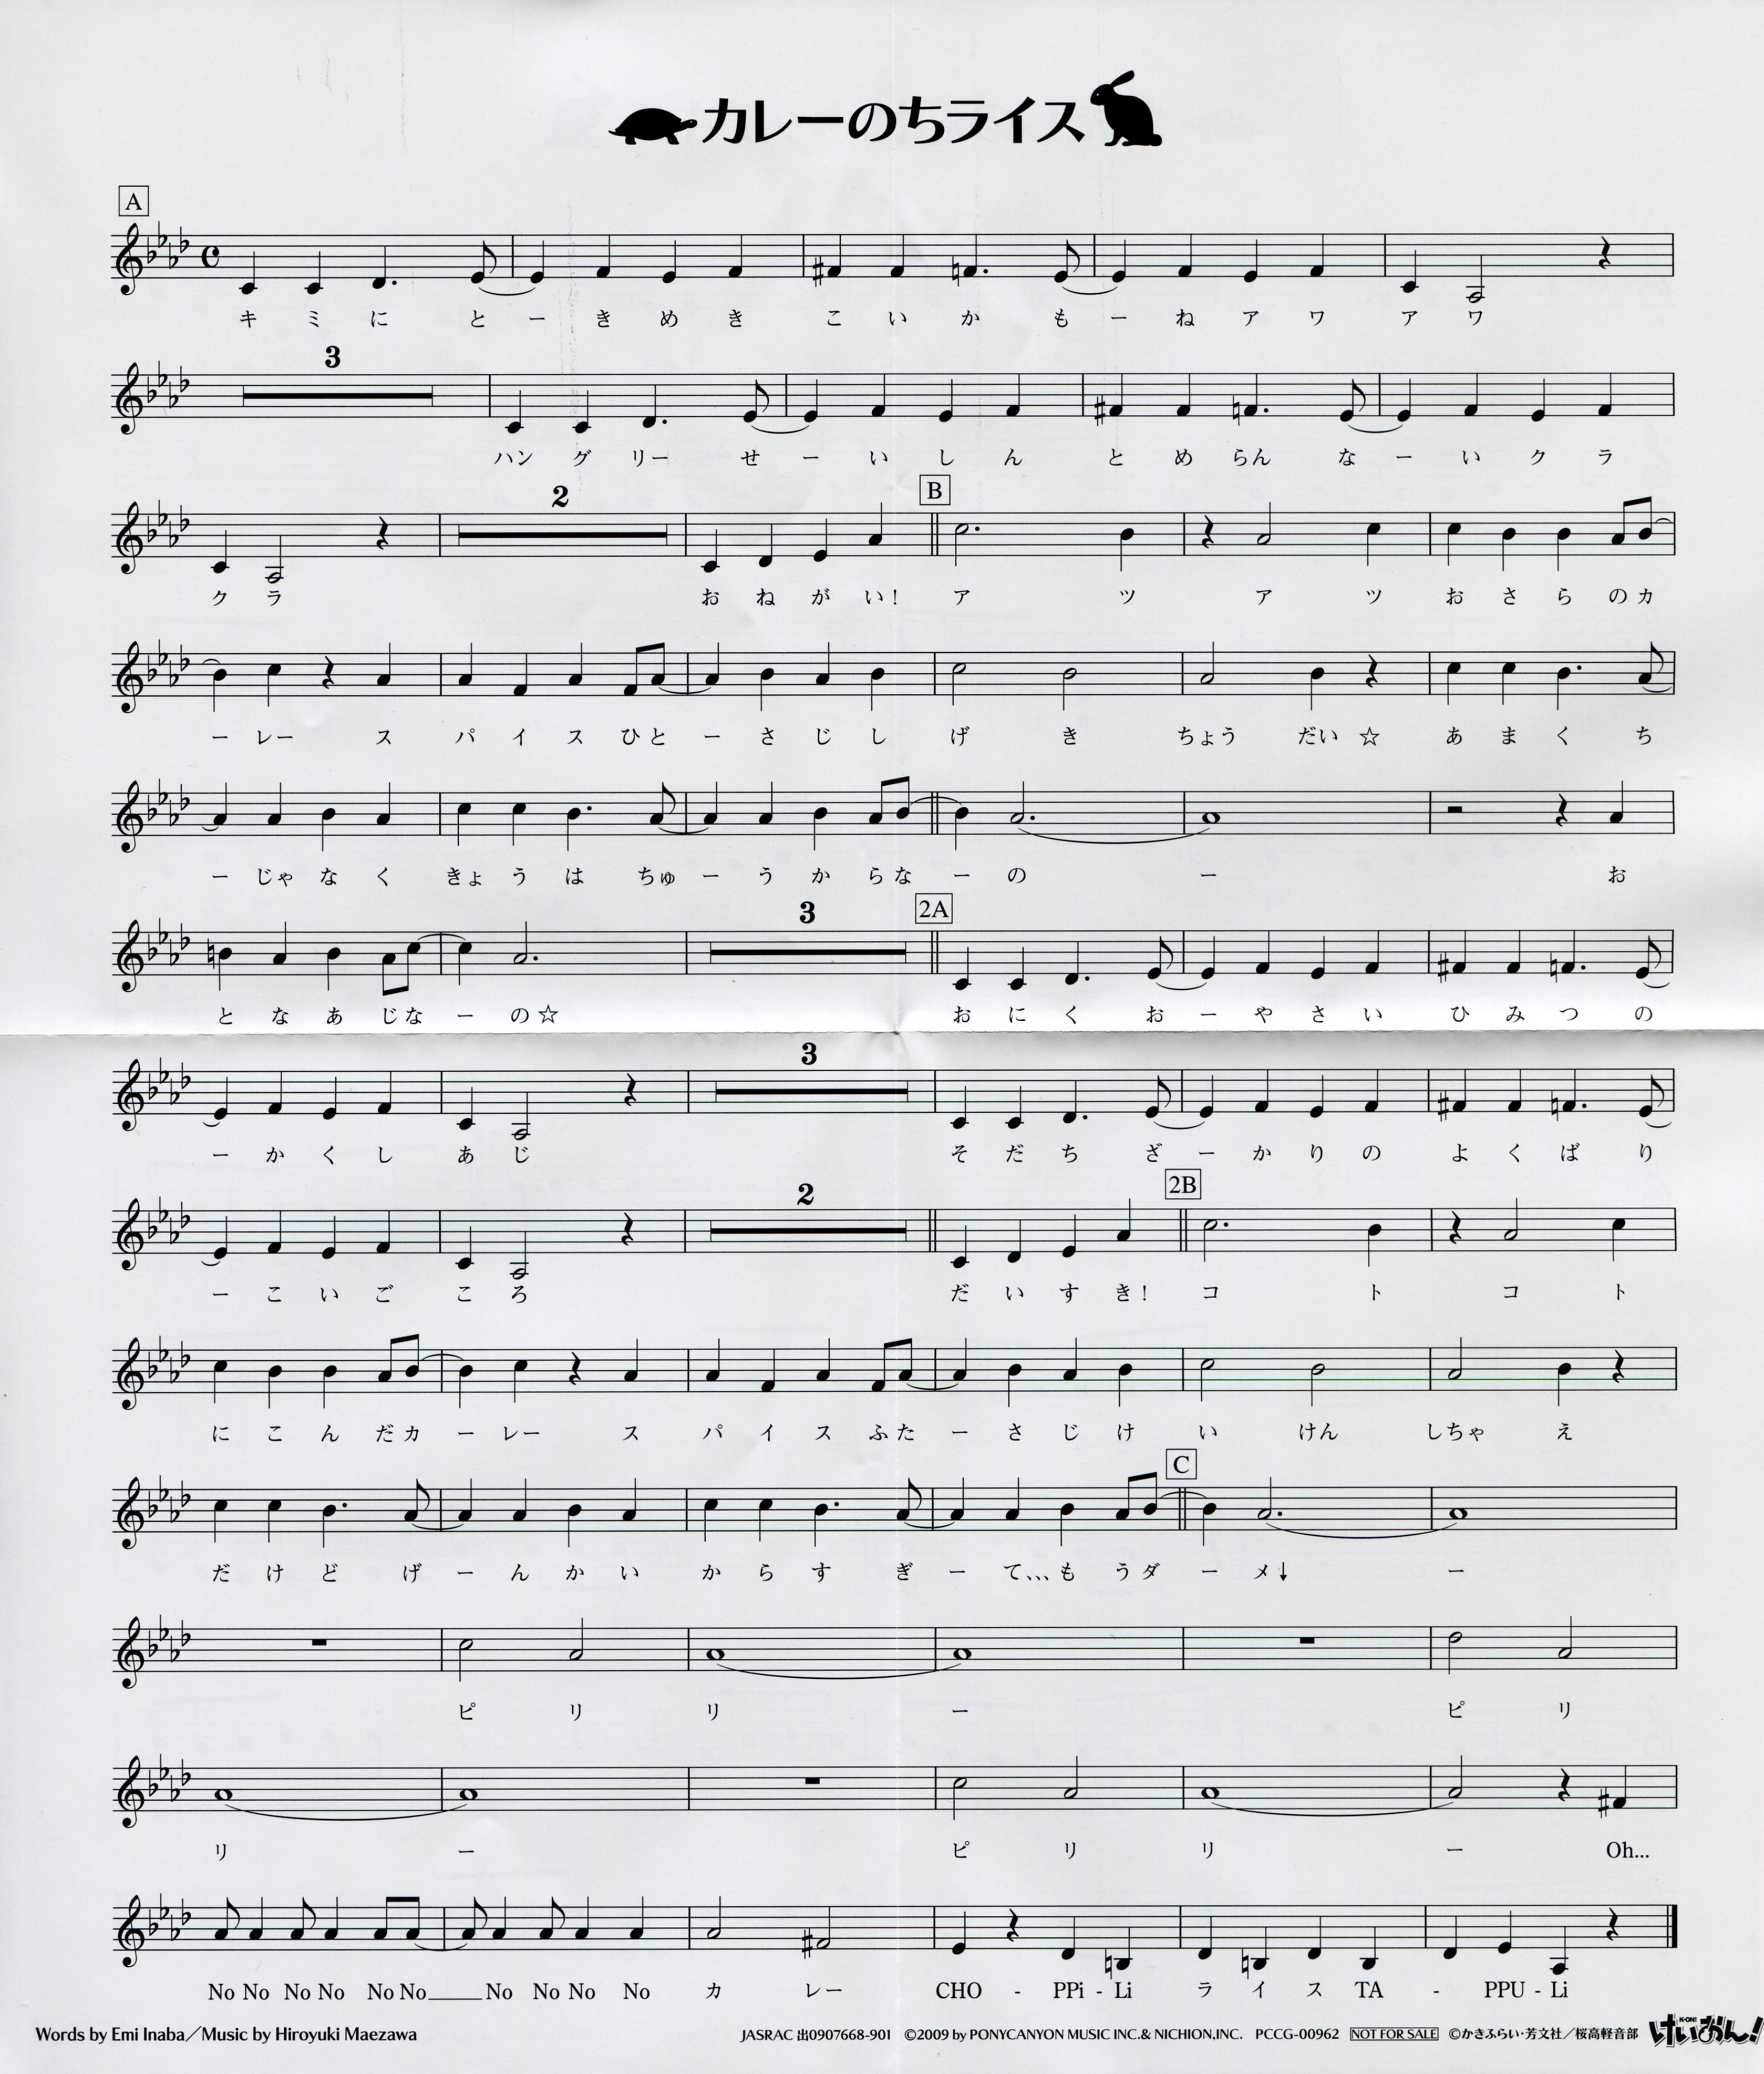 カレーのちライス
A
キ ミ に と ー き め き こ い か も ー ね ア ワ ア ワ
3
ハン グ リー せ ー い し ん と め らん な ー い ク ラ
2 B
ク ラ お ね が い! ア ツ ア ツ お さ ら の カ
ー レー ス パ イ ス ひ と ー さ じ し げ き ちょう だい ☆ あ ま く ち
ー じゃ な く きょ う は ちゅ ー う か ら な ー の ー お
3 2A
と な あ じ な ー の ☆ お に く お ー や さ い ひ み つ の
3
ー か く し あ じ そ だ ち ざ ー か り の よ く ば り
2 2B
ー こ い ご こ ろ だ い す き! コ ト コ ト
に こ ん だ カ ー レー ス パ イ ス ふ た ー さ じ け い けん しちゃ え
C
だ け ど げ ー ん か い か ら す ぎ ー て、、、 も う ダ ー メ↓ ー
ピ リ リ ー ピ リ
リ ー ピ リ リ ー Oh...
No No No No No No____ No No No No カ レー CHO - PPi - Li ラ イ ス TA - PPU - Li
Words by Emi Inaba／Music by Hiroyuki Maezawa JASRAC 出0907668-901 ©2009 by PONYCANYON MUSIC INC.& NICHION,INC. PCCG-00962 NOT FOR SALE ©かきふらい・芳文社／桜高軽音部 けいおん! K-ON!